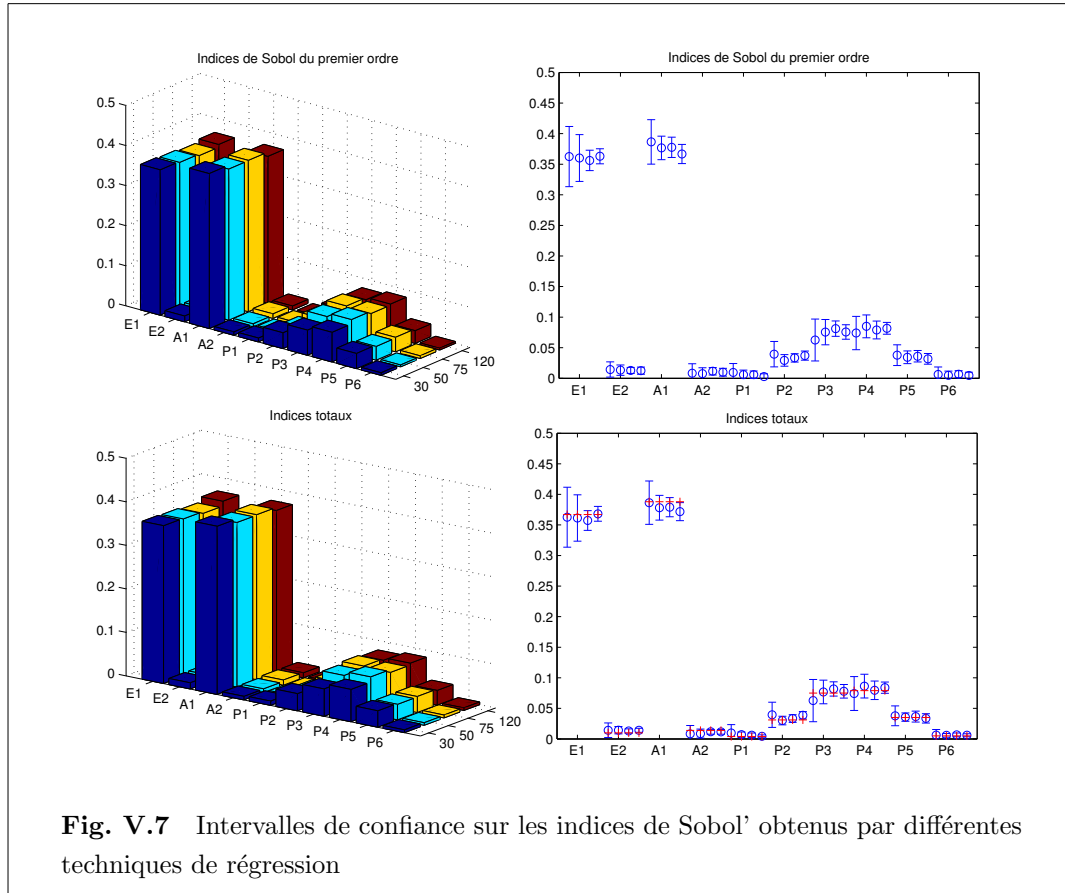 Indices de Sobol du premier ordre
0.5
0.4
0.3
0.2
0.1
0
E1
E2
A1
A2
P1
P2
P3
P4
P5
P6
30
50
75
120
Indices de Sobol du premier ordre
0.5
0.45
0.4
0.35
0.3
0.25
0.2
0.15
0.1
0.05
0
E1 E2 A1 A2 P1 P2 P3 P4 P5 P6
Indices totaux
0.5
0.4
0.3
0.2
0.1
0
E1
E2
A1
A2
P1
P2
P3
P4
P5
P6
30
50
75
120
Indices totaux
0.5
0.45
0.4
0.35
0.3
0.25
0.2
0.15
0.1
0.05
0
E1 E2 A1 A2 P1 P2 P3 P4 P5 P6
Fig. V.7 Intervalles de confiance sur les indices de Sobol' obtenus par différentes
techniques de régression